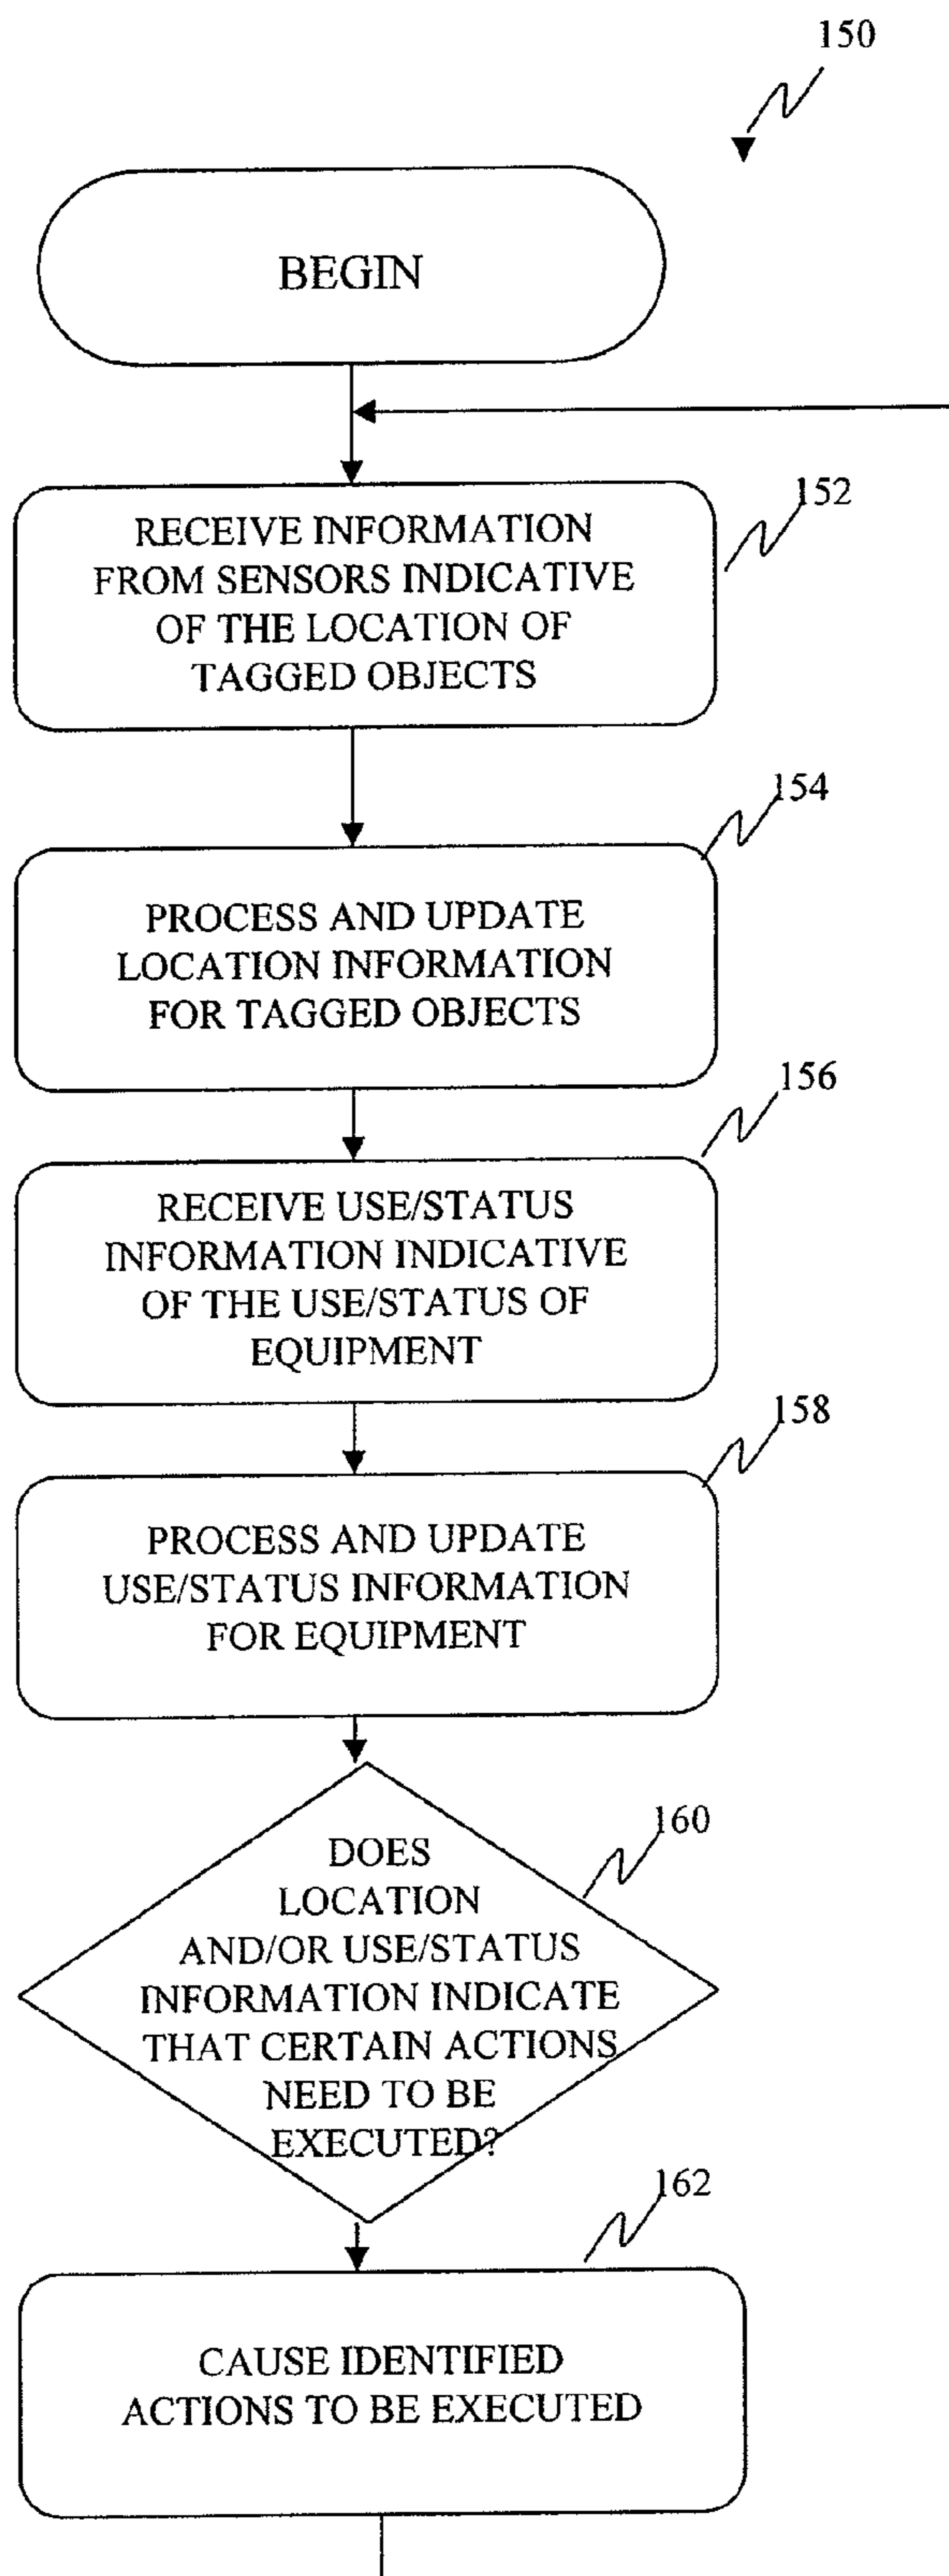 150
BEGIN
152
RECEIVE INFORMATION
FROM SENSORS INDICATIVE
OF THE LOCATION OF
TAGGED OBJECTS
154
PROCESS AND UPDATE
LOCATION INFORMATION
FOR TAGGED OBJECTS
156
RECEIVE USE/STATUS
INFORMATION INDICATIVE
OF THE USE/STATUS OF
EQUIPMENT
158
PROCESS AND UPDATE
USE/STATUS INFORMATION
FOR EQUIPMENT
160
DOES
LOCATION
AND/OR USE/STATUS
INFORMATION INDICATE
THAT CERTAIN ACTIONS
NEED TO BE
EXECUTED?
162
CAUSE IDENTIFIED
ACTIONS TO BE EXECUTED